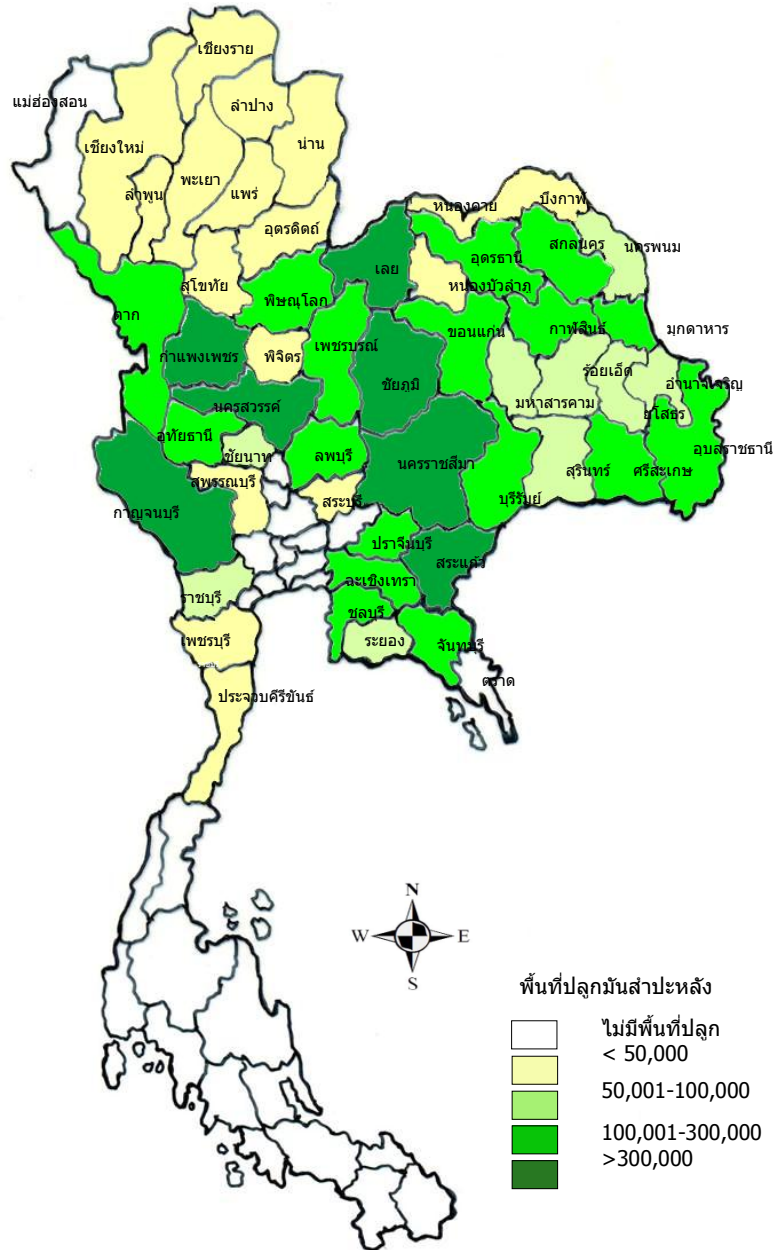 เชียงราย
แม่ฮ่องสอน
ลำปาง
เชียงใหม่
น่าน
พะเยา
แพร่
ลำพูน
อุตรดิตถ์
หนองคาย
บึงกาฬ
สกลนคร
นครพนม
อุดรธานี
เลย
หนองบัวลำภู
สุโขทัย
พิษณุโลก
ตาก
ขอนแก่น
กาฬสินธุ์
มุกดาหาร
เพชรบรณ์
กำแพงเพชร
พิจิตร
ชัยภูมิ
ร้อยเอ็ด
อำนาจเจริญ
มหาสารคาม
ยโสธร
นครสวรรค์
อุทัยธานี
ชัยนาท
ลพบุรี
นครราชสีมา
สุรินทร์
ศรีสะเกษ
อุบสราชธานี
สุพรรณบุรี
สระบุรี
บุรีรัมย์
กาญจนบุรี
ปราจีนบุรี
สระแก้ว
ฉะเชิงเทรา
ราชบุรี
ชลบุรี
เพชรบุรี
ระยอง
จันทบุรี
ตราด
ประจวบคีรีขันธ์
N
W E
S
พื้นที่ปลูกมันสำปะหลัง
ไม่มีพื้นที่ปลูก
< 50,000
50,001-100,000
100,001-300,000
>300,000